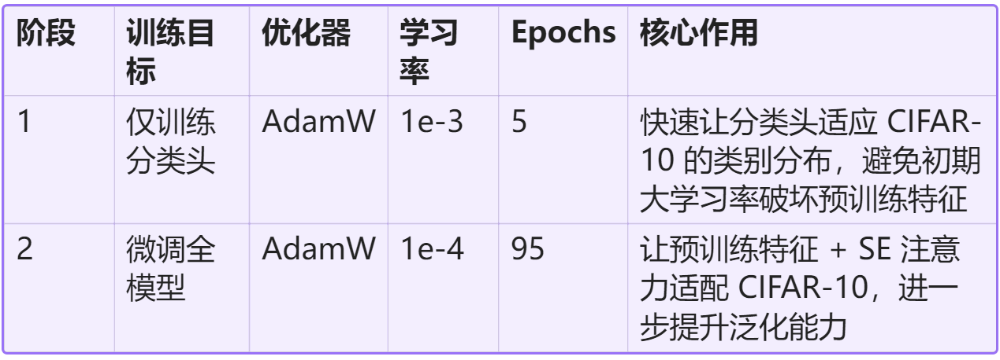 阶段 训练目标 优化器 学习率 Epochs 核心作用
1 仅训练分类头 AdamW 1e-3 5 快速让分类头适应 CIFAR-10 的类别分布，避免初期大学习率破坏预训练特征
2 微调全模型 AdamW 1e-4 95 让预训练特征 + SE 注意力适配 CIFAR-10，进一步提升泛化能力